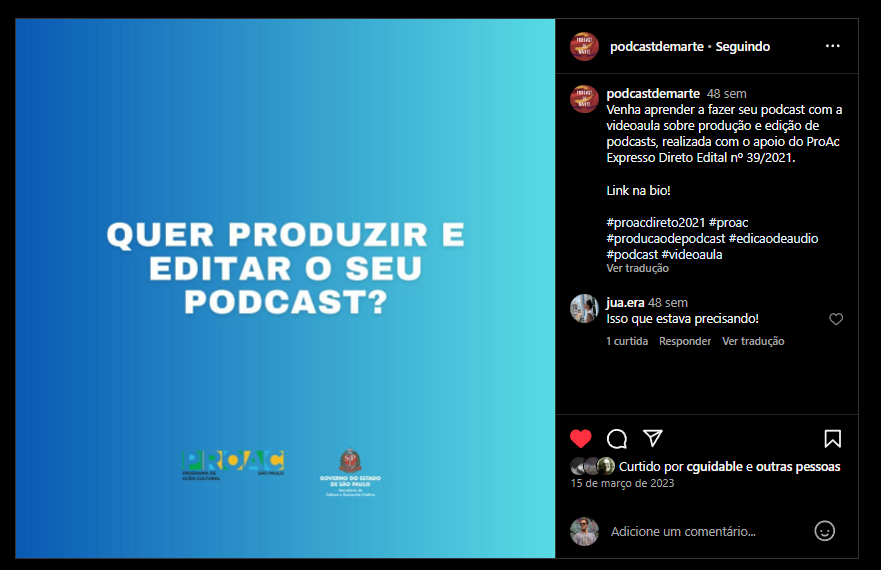 QUER PRODUZIR E
EDITAR O SEU
PODCAST?
PROAC
PROGRAMA DE
AÇÃO CULTURAL
SÃO PAULO
SP
GOVERNO DO ESTADO
DE SÃO PAULO
Secretaria de
Cultura e Economia Criativa
podcastdemarte • Seguindo
PODCAST
DE
MARTE
podcastdemarte 48 sem
Venha aprender a fazer seu podcast com a
videoaula sobre produção e edição de
podcasts, realizada com o apoio do ProAc
Expresso Direto Edital nº 39/2021.
Link na bio!
#proacdireto2021 #proac
#producaodepodcast #edicaodeaudio
#podcast #videoaula
Ver tradução
jua.era 48 sem
Isso que estava precisando!
1 curtida Responder Ver tradução
Curtido por cguidable e outras pessoas
15 de março de 2023
Adicione um comentário...